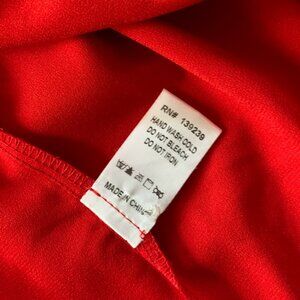 RN# 139239
HAND WASH COLD
DO NOT BLEACH
DO NOT IRON
MADE IN CHINA